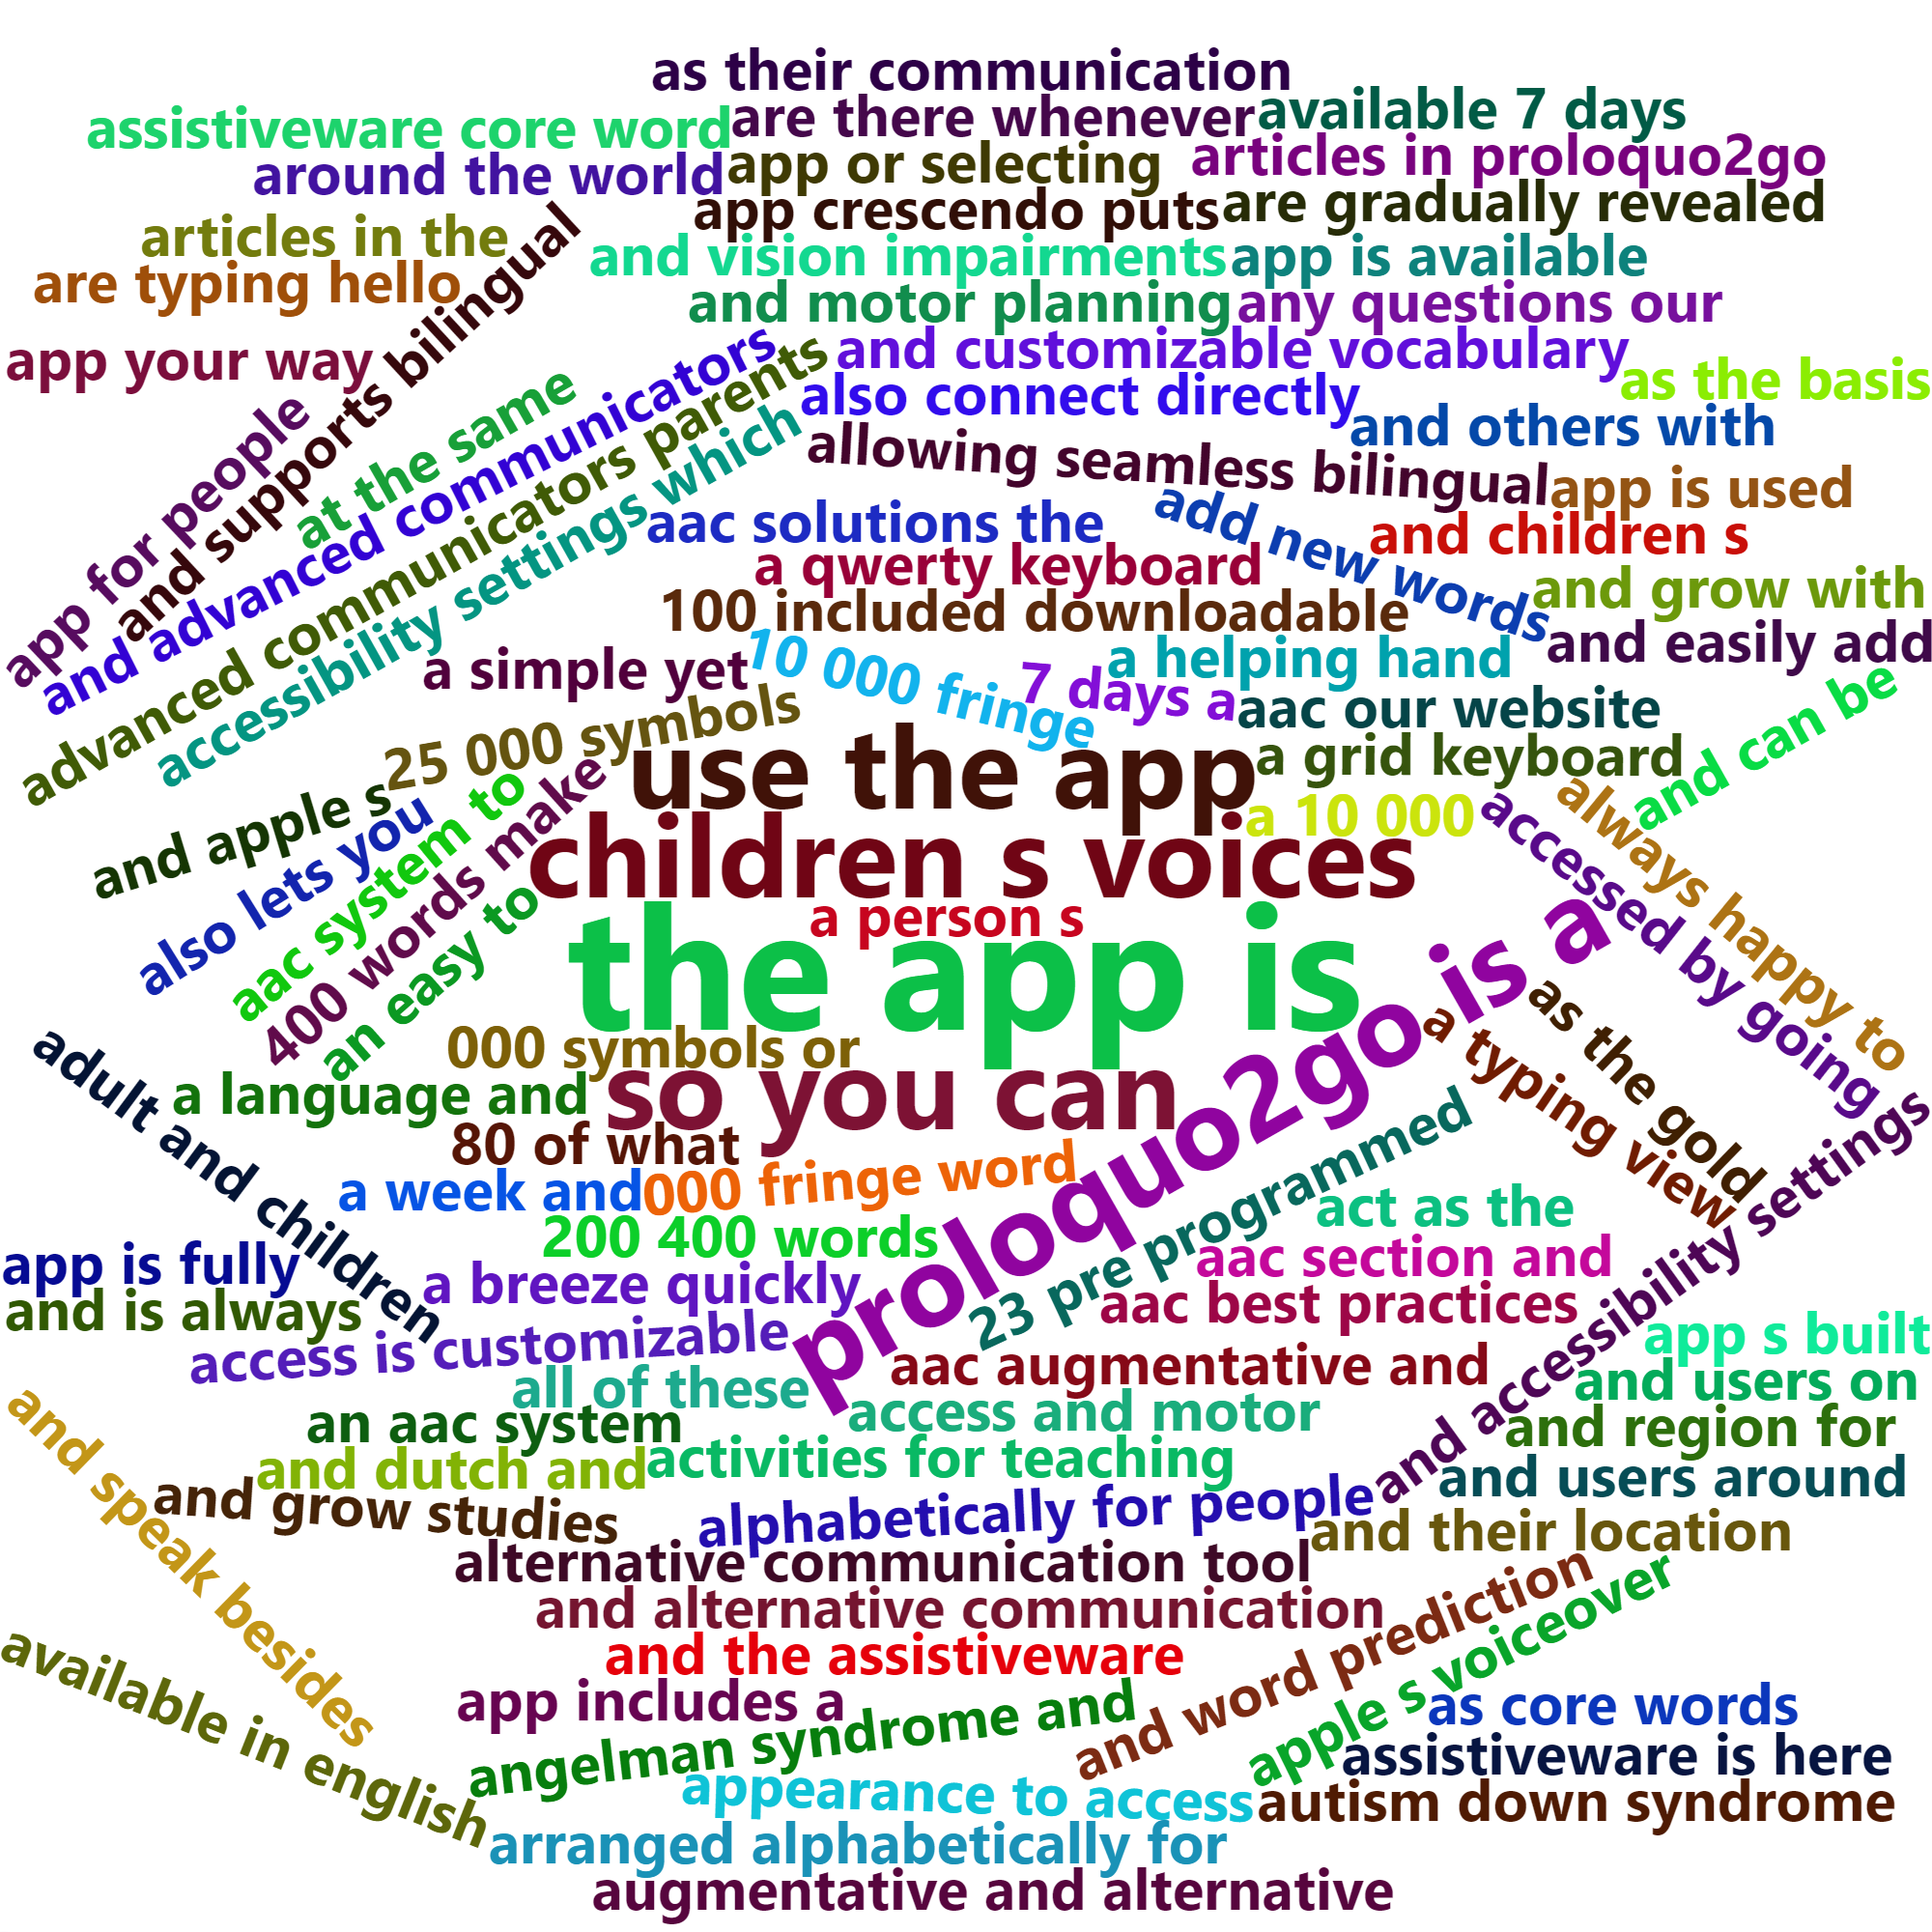 as their communication
assistiveware core word
are there whenever
available 7 days
around the world
app or selecting
articles in proloquo2go
articles in the
app crescendo puts
are gradually revealed
are typing hello
and supports bilingual
and vision impairments
app is available
and motor planning
any questions our
app your way
and customizable vocabulary
as the basis
app for people
at the same
and advanced communicators
advanced communicators parents
accessibility settings which
also connect directly
and others with
allowing seamless bilingual
app is used
aac solutions the
add new words
and children s
a qwerty keyboard
and grow with
100 included downloadable
and easily add
a simple yet
10 000 fringe
7 days a
a helping hand
25 000 symbols
aac our website
and can be
use the app
a grid keyboard
and apple s
also lets you
aac system to
400 words make
an easy to
children s voices
a 10 000
accessed by going
always happy to
a person s
the app is
proloquo2go is a
as the gold
a typing view
adult and children
000 symbols or
a language and
so you can
80 of what
a week and
000 fringe word
23 pre programmed
and accessibility settings
act as the
200 400 words
app is fully
a breeze quickly
aac section and
and is always
access is customizable
aac best practices
app s built
all of these
aac augmentative and
and users on
and speak besides
an aac system
access and motor
and region for
and dutch and
activities for teaching
and users around
and grow studies
alphabetically for people
and their location
alternative communication tool
and alternative communication
and word prediction
apple s voiceover
and the assistiveware
available in english
app includes a
angelman syndrome and
as core words
assistiveware is here
appearance to access
autism down syndrome
arranged alphabetically for
augmentative and alternative